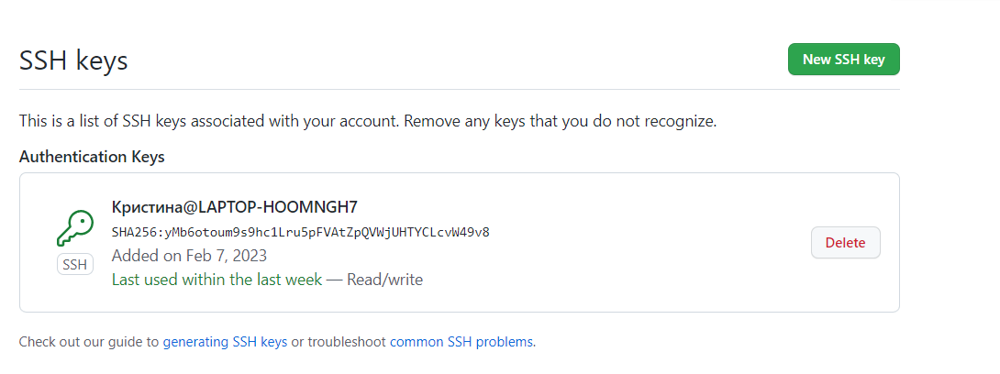 SSH keys
New SSH key
This is a list of SSH keys associated with your account. Remove any keys that you do not recognize.
Authentication Keys
Кристина@LAPTOP-HOOMNGH7
SHA256:yMb6otoum9s9hc1Lru5pFVAtZpQVWjUHTYCLcvW49v8
Added on Feb 7, 2023
Last used within the last week — Read/write
SSH
Delete
Check out our guide to generating SSH keys or troubleshoot common SSH problems.